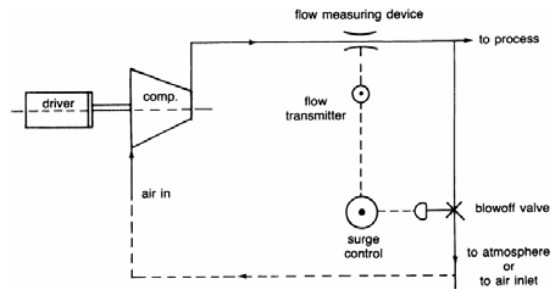 flow measuring device
to process
driver
comp.
flow
transmitter
air in
blowoff valve
surge
control
to atmosphere
or
to air inlet